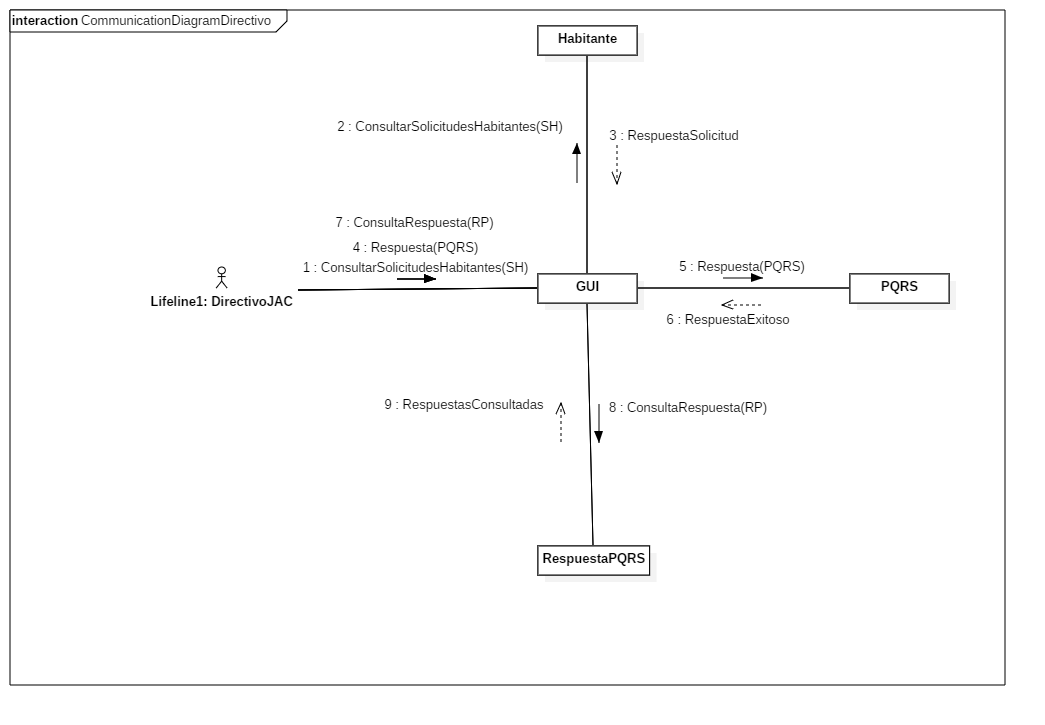 interaction CommunicationDiagramDirectivo
Habitante
2 : ConsultarSolicitudesHabitantes(SH)
3 : RespuestaSolicitud
7 : ConsultaRespuesta(RP)
4 : Respuesta(PQRS)
1 : ConsultarSolicitudesHabitantes(SH)
Lifeline1: DirectivoJAC
GUI
5 : Respuesta(PQRS)
PQRS
6 : RespuestaExitoso
9 : RespuestasConsultadas
8 : ConsultaRespuesta(RP)
RespuestaPQRS